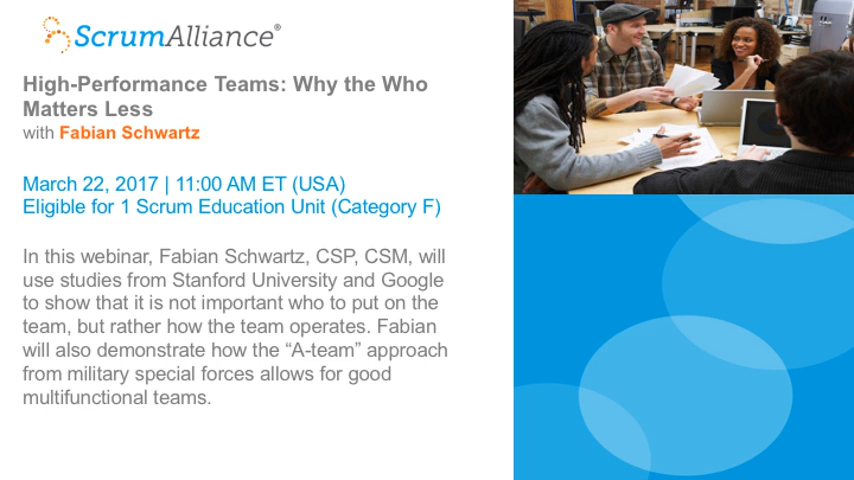 ScrumAlliance®
High-Performance Teams: Why the Who
Matters Less
with Fabian Schwartz
March 22, 2017 | 11:00 AM ET (USA)
Eligible for 1 Scrum Education Unit (Category F)
In this webinar, Fabian Schwartz, CSP, CSM, will
use studies from Stanford University and Google
to show that it is not important who to put on the
team, but rather how the team operates. Fabian
will also demonstrate how the “A-team” approach
from military special forces allows for good
multifunctional teams.